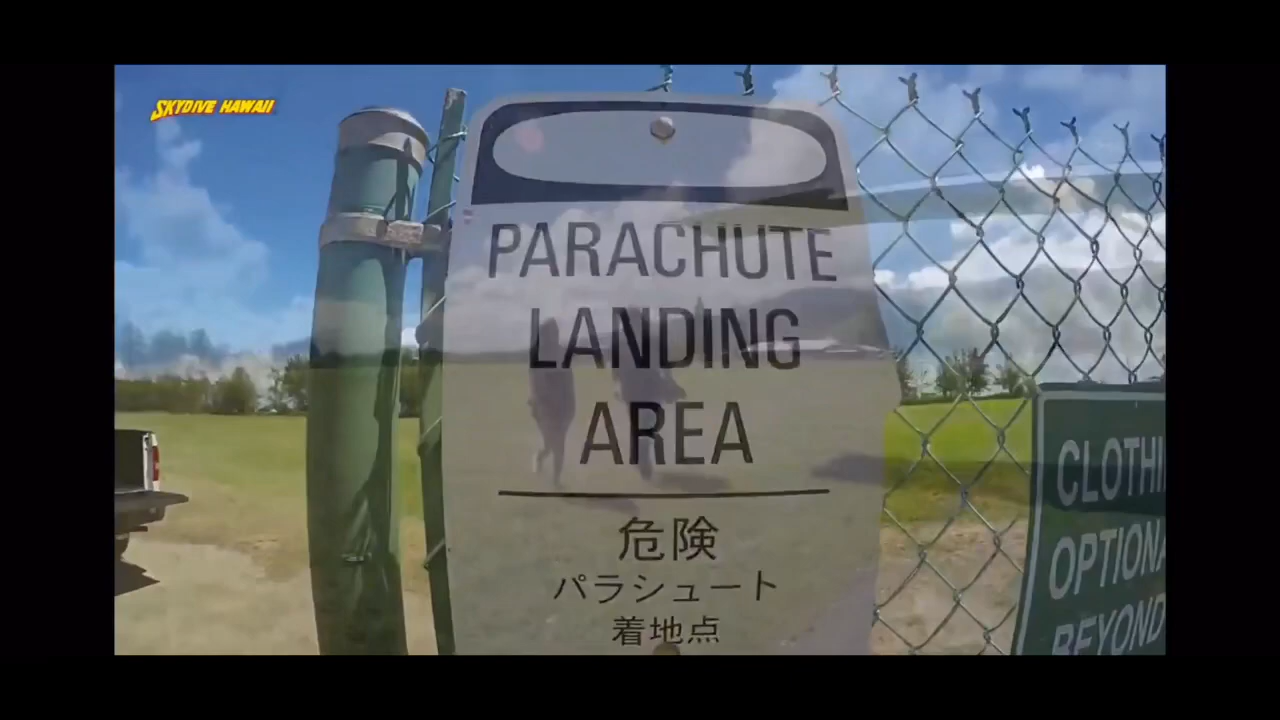 SKYDIVE HAWAII
PARACHUTE
LANDING
AREA
危険
パラシュート
着地点
CLOTHI
OPTIONA
BEYOND